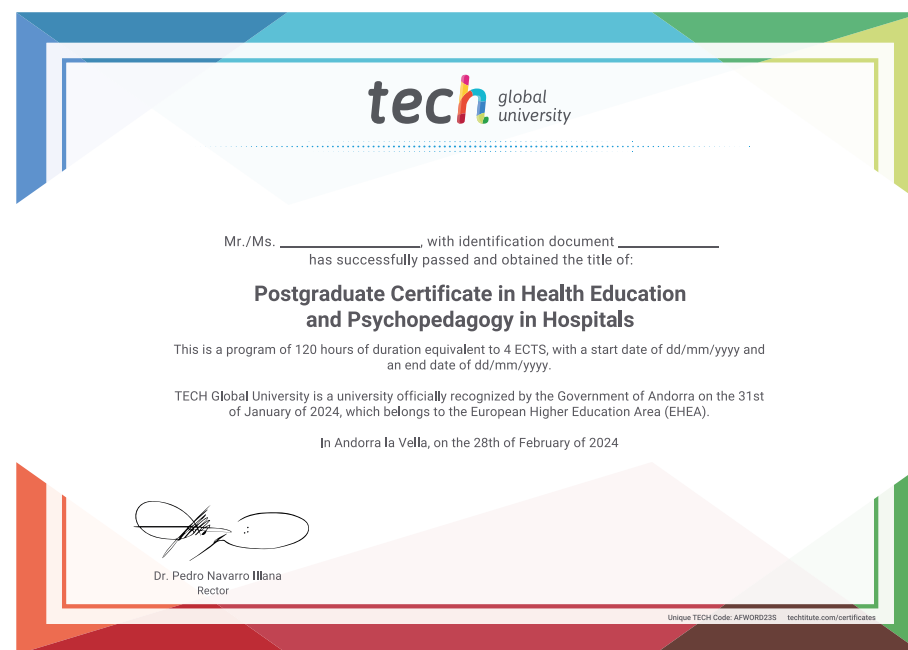 tech global university
Mr./Ms. ____________________, with identification document ______________
has successfully passed and obtained the title of:
Postgraduate Certificate in Health Education
and Psychopedagogy in Hospitals
This is a program of 120 hours of duration equivalent to 4 ECTS, with a start date of dd/mm/yyyy and
an end date of dd/mm/yyyy.
TECH Global University is a university officially recognized by the Government of Andorra on the 31st
of January of 2024, which belongs to the European Higher Education Area (EHEA).
In Andorra la Vella, on the 28th of February of 2024
Dr. Pedro Navarro Illana
Rector
Unique TECH Code: AFWORD23S techtitute.com/certificates